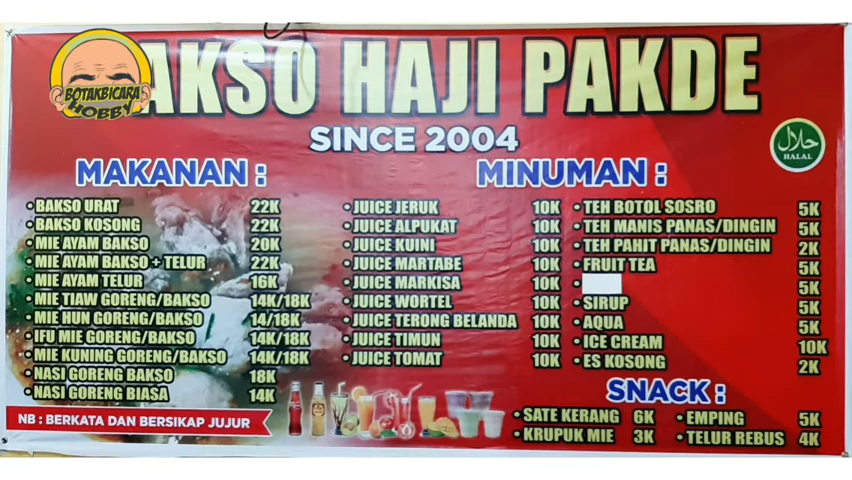 BAKSO HAJI PAKDE
BOTAKBICARA
HOBBY
SINCE 2004
حلال
HALAL
MAKANAN :
BAKSO URAT 22K
BAKSO KOSONG 22K
MIE AYAM BAKSO 20K
MIE AYAM BAKSO + TELUR 22K
MIE AYAM TELUR 16K
MIE TIAW GORENG/BAKSO 14K/18K
MIE HUN GORENG/BAKSO 14/18K
IFU MIE GORENG/BAKSO 14K/18K
MIE KUNING GORENG/BAKSO 14K/18K
NASI GORENG BAKSO 18K
NASI GORENG BIASA 14K
NB : BERKATA DAN BERSIKAP JUJUR
MINUMAN :
JUICE JERUK 10K
JUICE ALPUKAT 10K
JUICE KUINI 10K
JUICE MARTABE 10K
JUICE MARKISA 10K
JUICE WORTEL 10K
JUICE TERONG BELANDA 10K
JUICE TIMUN 10K
JUICE TOMAT 10K
TEH BOTOL SOSRO 5K
TEH MANIS PANAS/DINGIN 5K
TEH PAHIT PANAS/DINGIN 2K
FRUIT TEA 5K
5K
SIRUP 5K
AQUA 5K
ICE CREAM 10K
ES KOSONG 2K
SNACK :
SATE KERANG 6K
KRUPUK MIE 3K
EMPING 5K
TELUR REBUS 4K